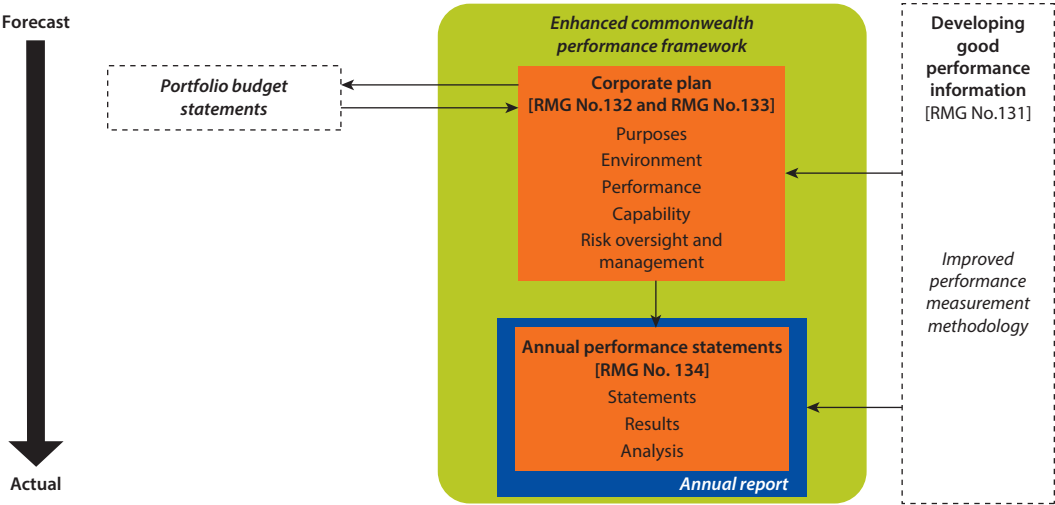 Forecast
Actual
Portfolio budget
statements
Enhanced commonwealth
performance framework
Corporate plan
[RMG No.132 and RMG No.133]
Purposes
Environment
Performance
Capability
Risk oversight and
management
Annual performance statements
[RMG No. 134]
Statements
Results
Analysis
Annual report
Developing
good
performance
information
[RMG No.131]
Improved
performance
measurement
methodology